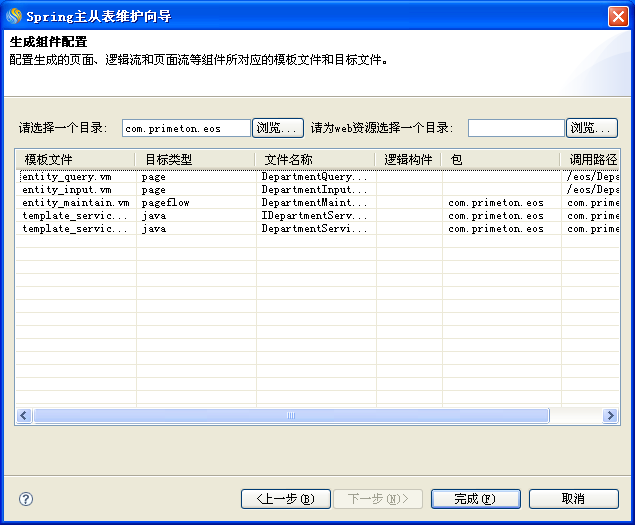 Spring主从表维护向导
生成组件配置
配置生成的页面、逻辑流和页面流等组件所对应的模板文件和目标文件。
请选择一个目录: com.primeton.eos 浏览... 请为web资源选择一个目录: 浏览...
模板文件 目标类型 文件名称 逻辑构件 包 调用路径
entity_query.vm page DepartmentQuery... /eos/Depa
entity_input.vm page DepartmentInput... /eos/Depa
entity_maintain.vm pageflow DepartmentMaint... com.primeton.eos com.prime
template_servic... java IDepartmentServ... com.primeton.eos com.prime
template_servic... java DepartmentServi... com.primeton.eos com.prime
<上一步(B) 下一步(N)> 完成(F) 取消